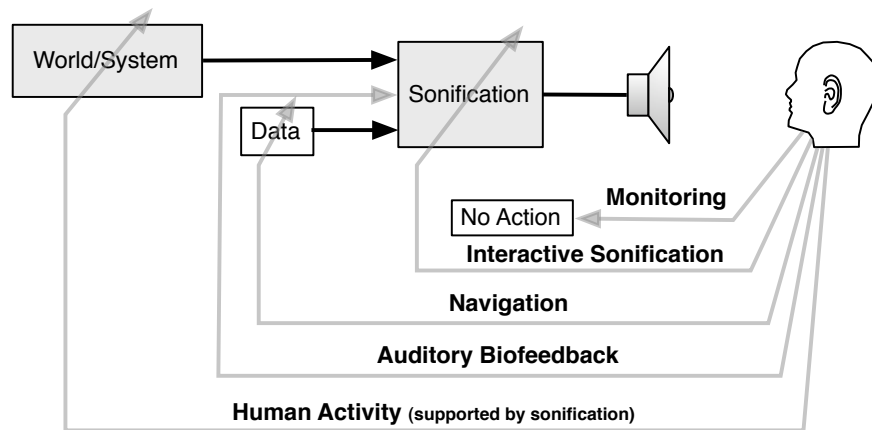 World/System
Sonification
Data
Monitoring
No Action
Interactive Sonification
Navigation
Auditory Biofeedback
Human Activity (supported by sonification)